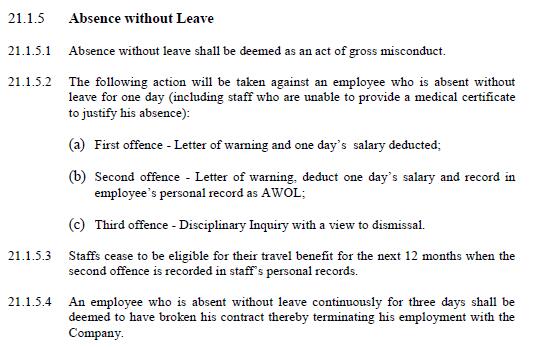 21.1.5 Absence without Leave
21.1.5.1 Absence without leave shall be deemed as an act of gross misconduct.
21.1.5.2 The following action will be taken against an employee who is absent without
leave for one day (including staff who are unable to provide a medical certificate
to justify his absence):
(a) First offence - Letter of warning and one day's salary deducted;
(b) Second offence - Letter of warning, deduct one day's salary and record in
employee's personal record as AWOL;
(c) Third offence - Disciplinary Inquiry with a view to dismissal.
21.1.5.3 Staffs cease to be eligible for their travel benefit for the next 12 months when the
second offence is recorded in staff's personal records.
21.1.5.4 An employee who is absent without leave continuously for three days shall be
deemed to have broken his contract thereby terminating his employment with the
Company.